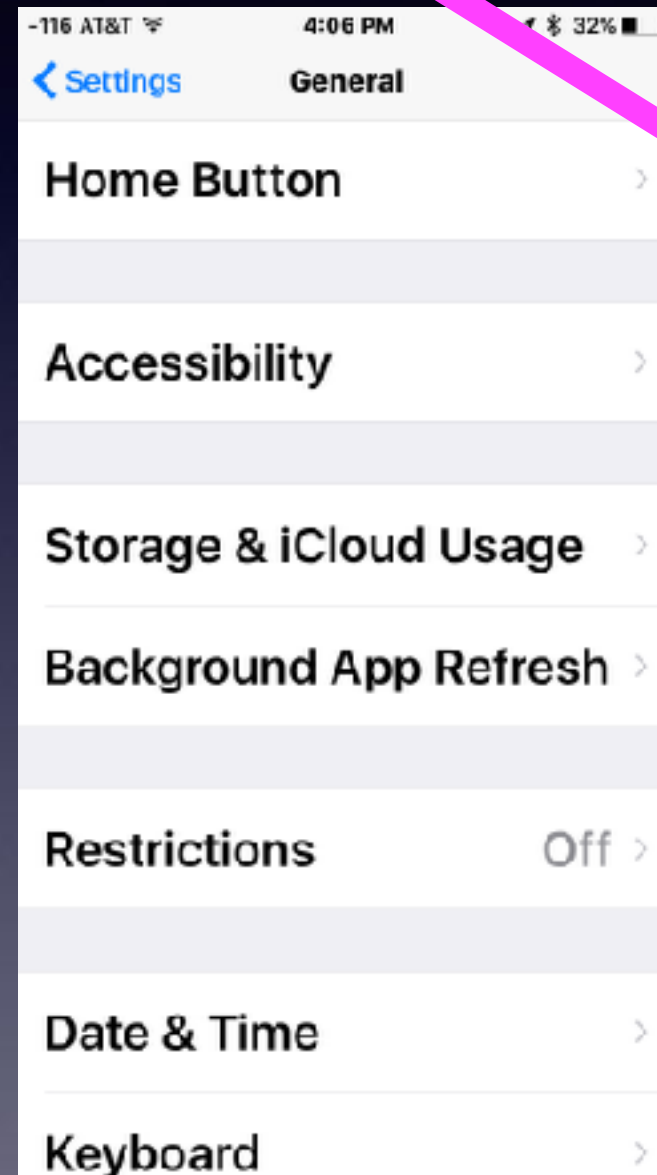 -116 AT&T 4:06 PM 32%
Settings General
Home Button
Accessibility
Storage & iCloud Usage
Background App Refresh
Restrictions Off
Date & Time
Keyboard